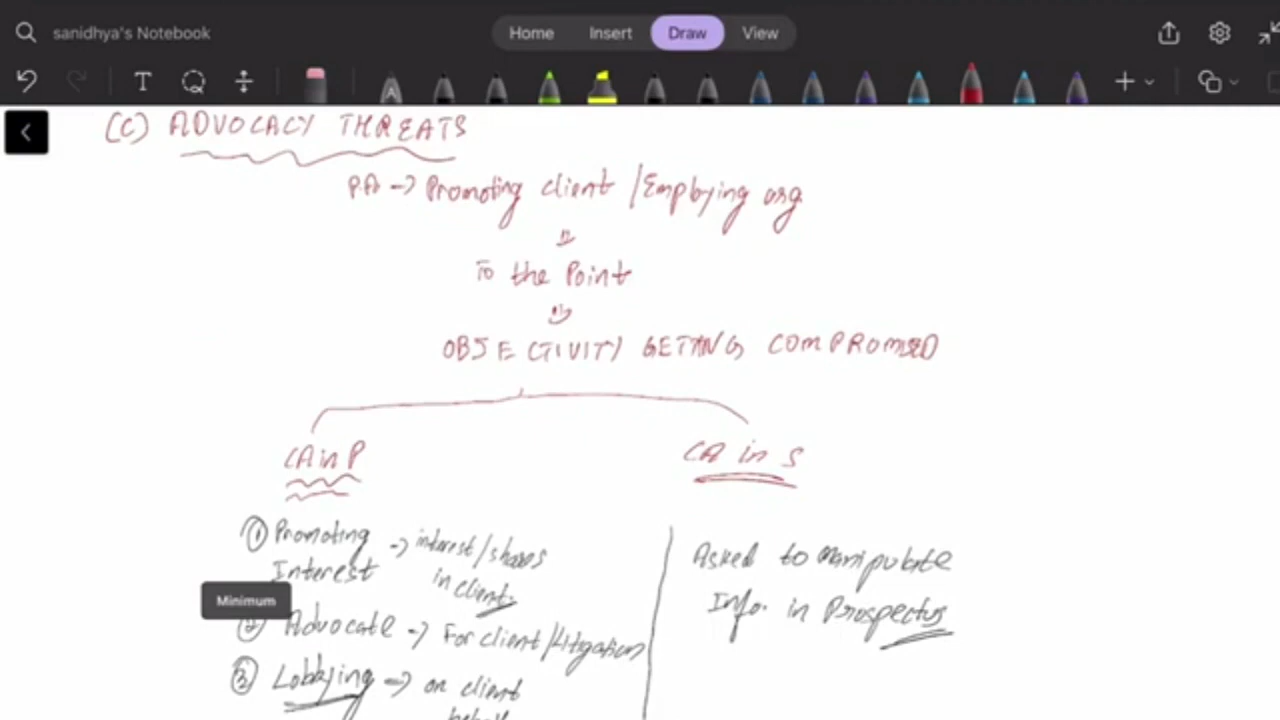 sanidhya's Notebook
Home Insert Draw View
(C) ADVOCACY THREATS
PA -> Promoting client / Employing org.
To the Point
OBJECTIVITY GETTING COMPROMISED
CA in P
CA in S
① Promoting Interest -> interest/shares in client
Minimum
② Advocate -> For client/Litigation
③ Lobbying -> on client
behalf
Asked to Manipulate
Info. in Prospectus